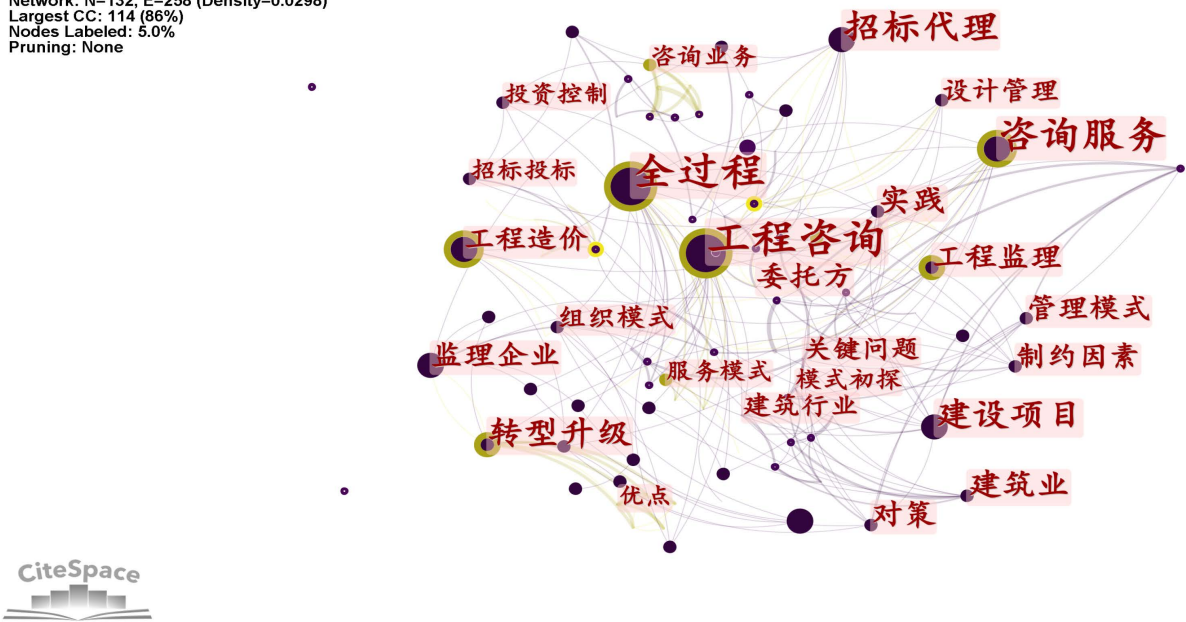 Network: N=132, E=258 (Density=0.0298)
Largest CC: 114 (86%)
Nodes Labeled: 5.0%
Pruning: None
招标代理
咨询业务
投资控制
设计管理
咨询服务
招标投标
全过程
实践
工程造价
工程咨询
工程监理
委托方
组织模式
管理模式
监理企业
关键问题
制约因素
服务模式
模式初探
建筑行业
建设项目
转型升级
优点
建筑业
对策
CiteSpace